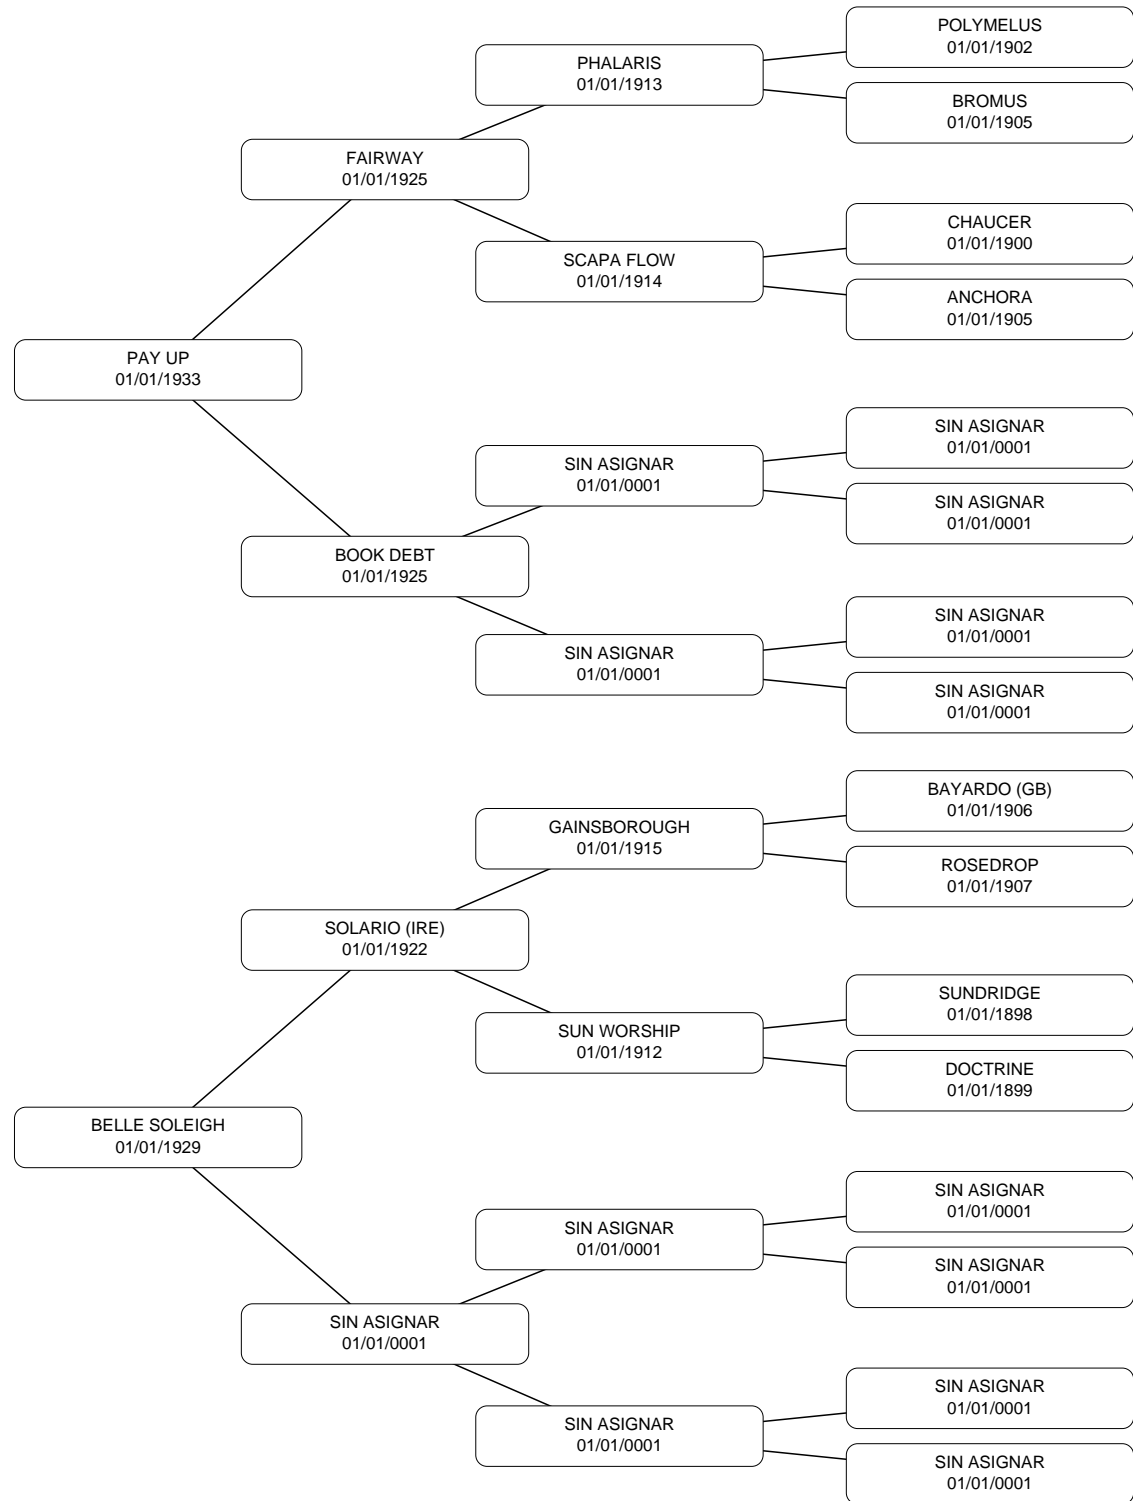 POLYMELUS
01/01/1902
PHALARIS
01/01/1913
BROMUS
01/01/1905
FAIRWAY
01/01/1925
CHAUCER
01/01/1900
SCAPA FLOW
01/01/1914
ANCHORA
01/01/1905
PAY UP
01/01/1933
SIN ASIGNAR
01/01/0001
SIN ASIGNAR
01/01/0001
SIN ASIGNAR
01/01/0001
BOOK DEBT
01/01/1925
SIN ASIGNAR
01/01/0001
SIN ASIGNAR
01/01/0001
SIN ASIGNAR
01/01/0001
BAYARDO (GB)
01/01/1906
GAINSBOROUGH
01/01/1915
ROSEDROP
01/01/1907
SOLARIO (IRE)
01/01/1922
SUNDRIDGE
01/01/1898
SUN WORSHIP
01/01/1912
DOCTRINE
01/01/1899
BELLE SOLEIGH
01/01/1929
SIN ASIGNAR
01/01/0001
SIN ASIGNAR
01/01/0001
SIN ASIGNAR
01/01/0001
SIN ASIGNAR
01/01/0001
SIN ASIGNAR
01/01/0001
SIN ASIGNAR
01/01/0001
SIN ASIGNAR
01/01/0001